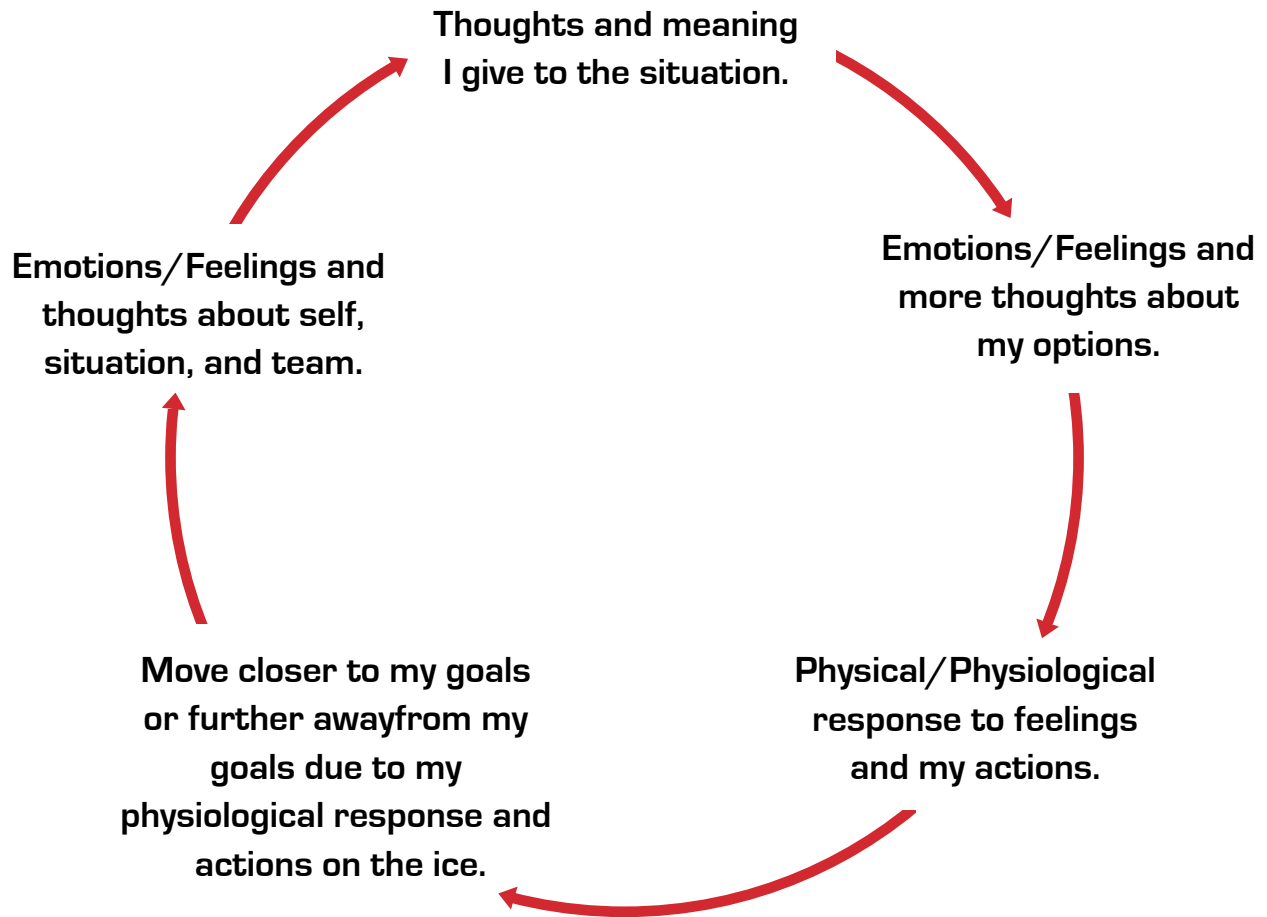 Thoughts and meaning
I give to the situation.
Emotions/Feelings and
more thoughts about
my options.
Physical/Physiological
response to feelings
and my actions.
Move closer to my goals
or further awayfrom my
goals due to my
physiological response and
actions on the ice.
Emotions/Feelings and
thoughts about self,
situation, and team.